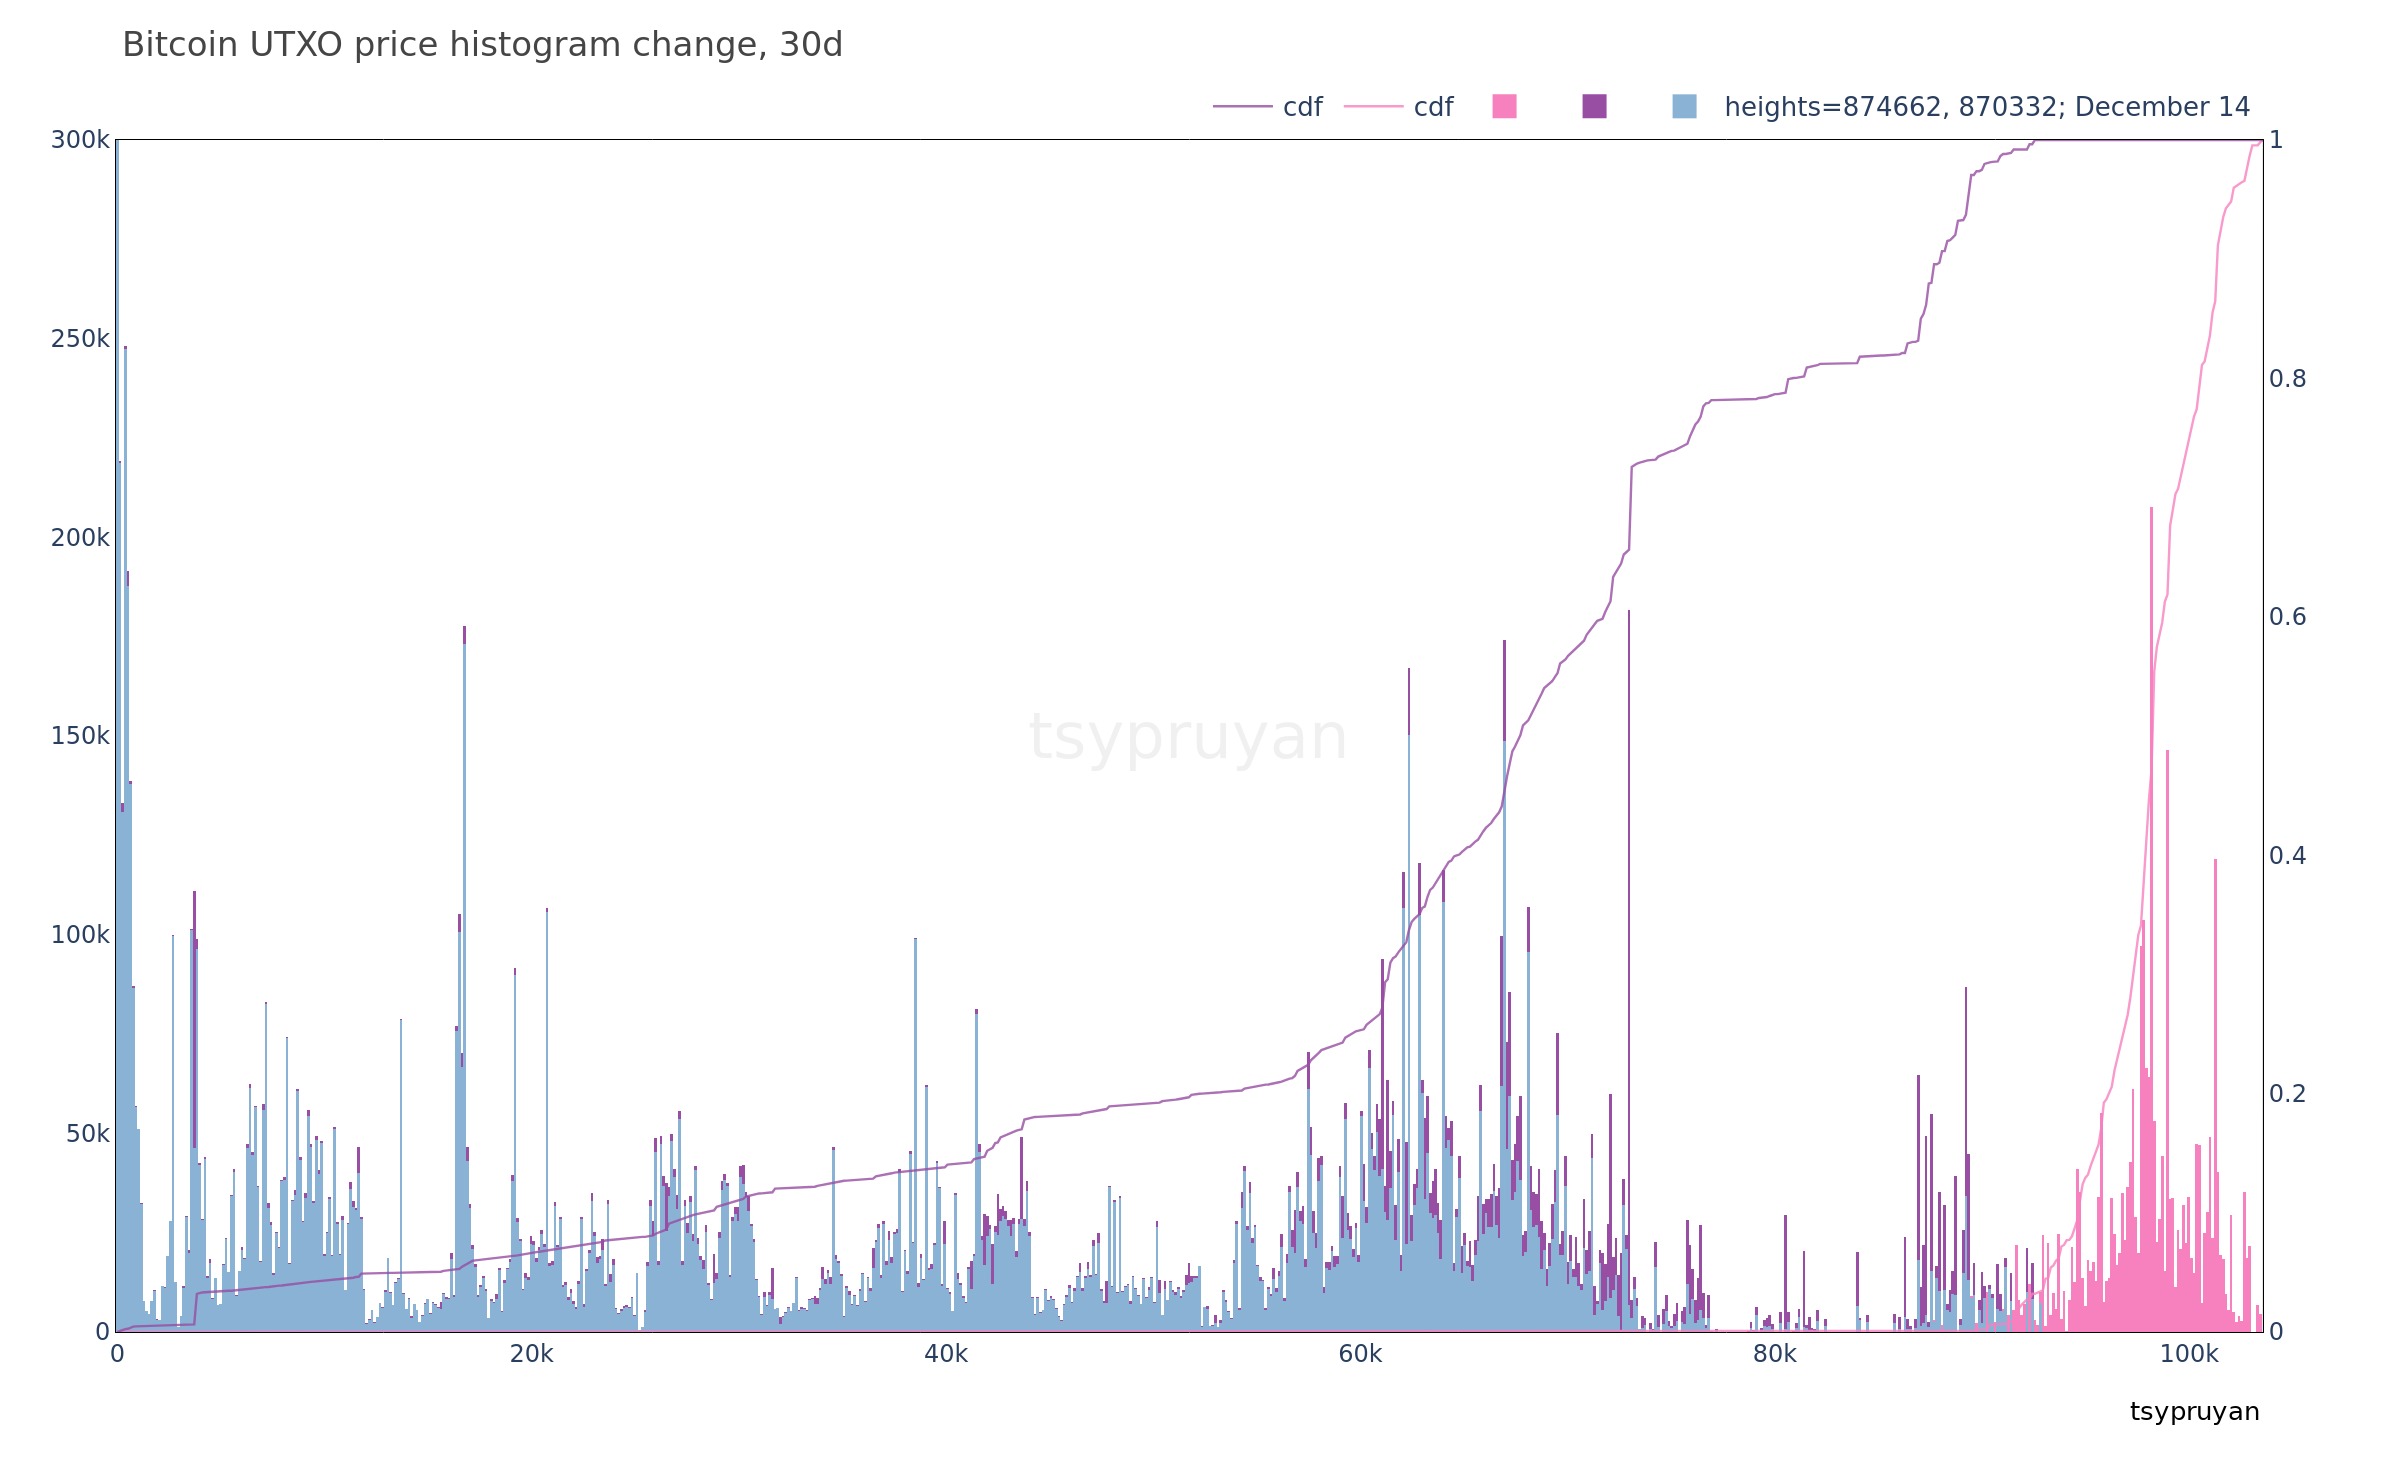 Bitcoin UTXO price histogram change, 30d
cdf cdf heights=874662, 870332; December 14
300k 1
250k
0.8
200k
0.6
150k
tsypruyan
0.4
100k
0.2
50k
0 0
0 20k 40k 60k 80k 100k
tsypruyan